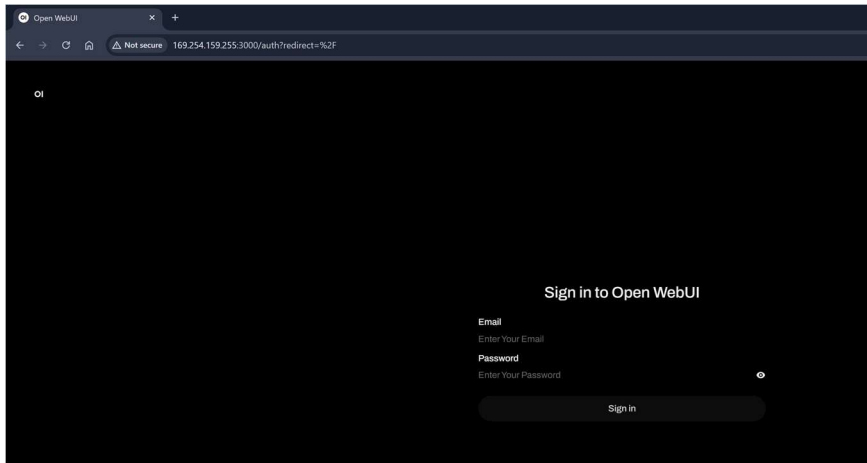 OI Open WebUI
Not secure 169.254.159.255:3000/auth?redirect=%2F
OI
Sign in to Open WebUI
Email
Enter Your Email
Password
Enter Your Password
Sign in